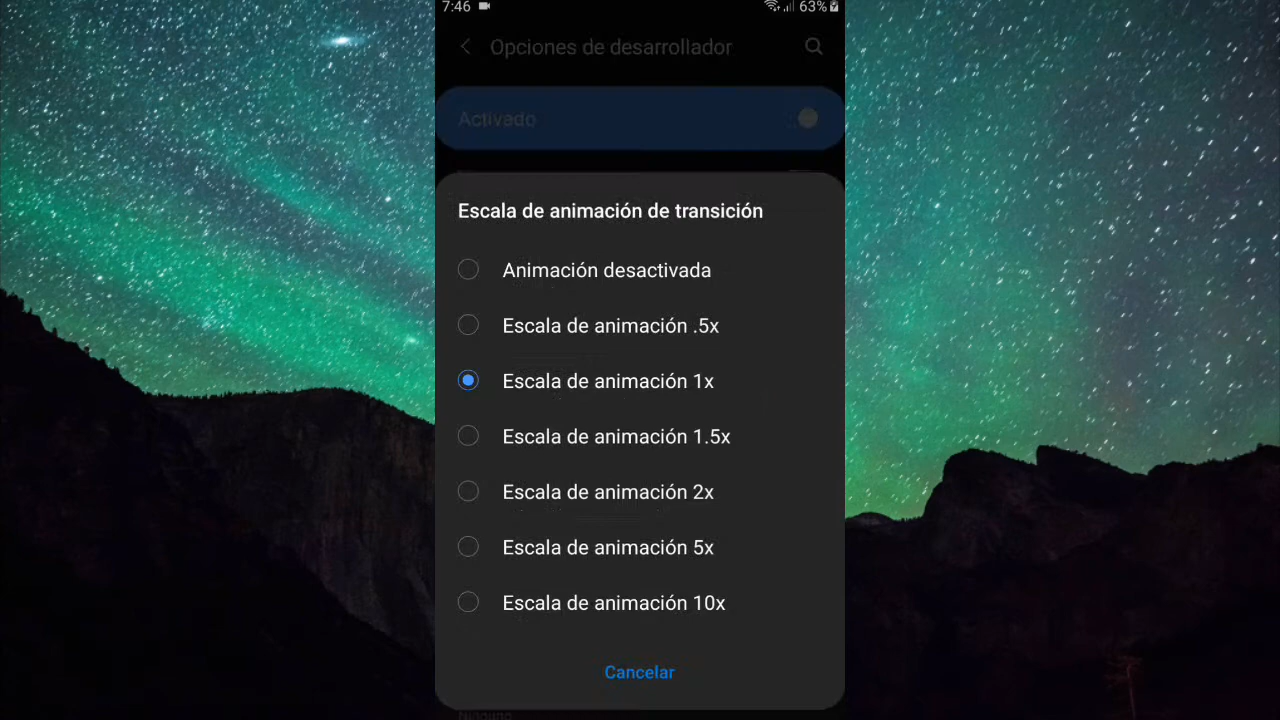 7:46 63%
Opciones de desarrollador
Activado
Escala de animación de transición
Animación desactivada
Escala de animación .5x
Escala de animación 1x
Escala de animación 1.5x
Escala de animación 2x
Escala de animación 5x
Escala de animación 10x
Cancelar